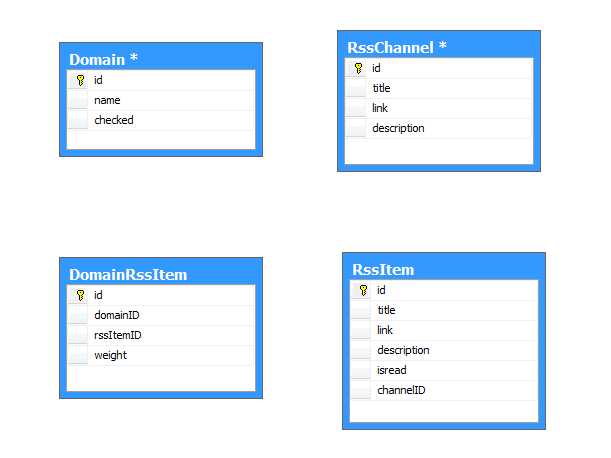 Domain *
id
name
checked
RssChannel *
id
title
link
description
DomainRssItem
id
domainID
rssItemID
weight
RssItem
id
title
link
description
isread
channelID